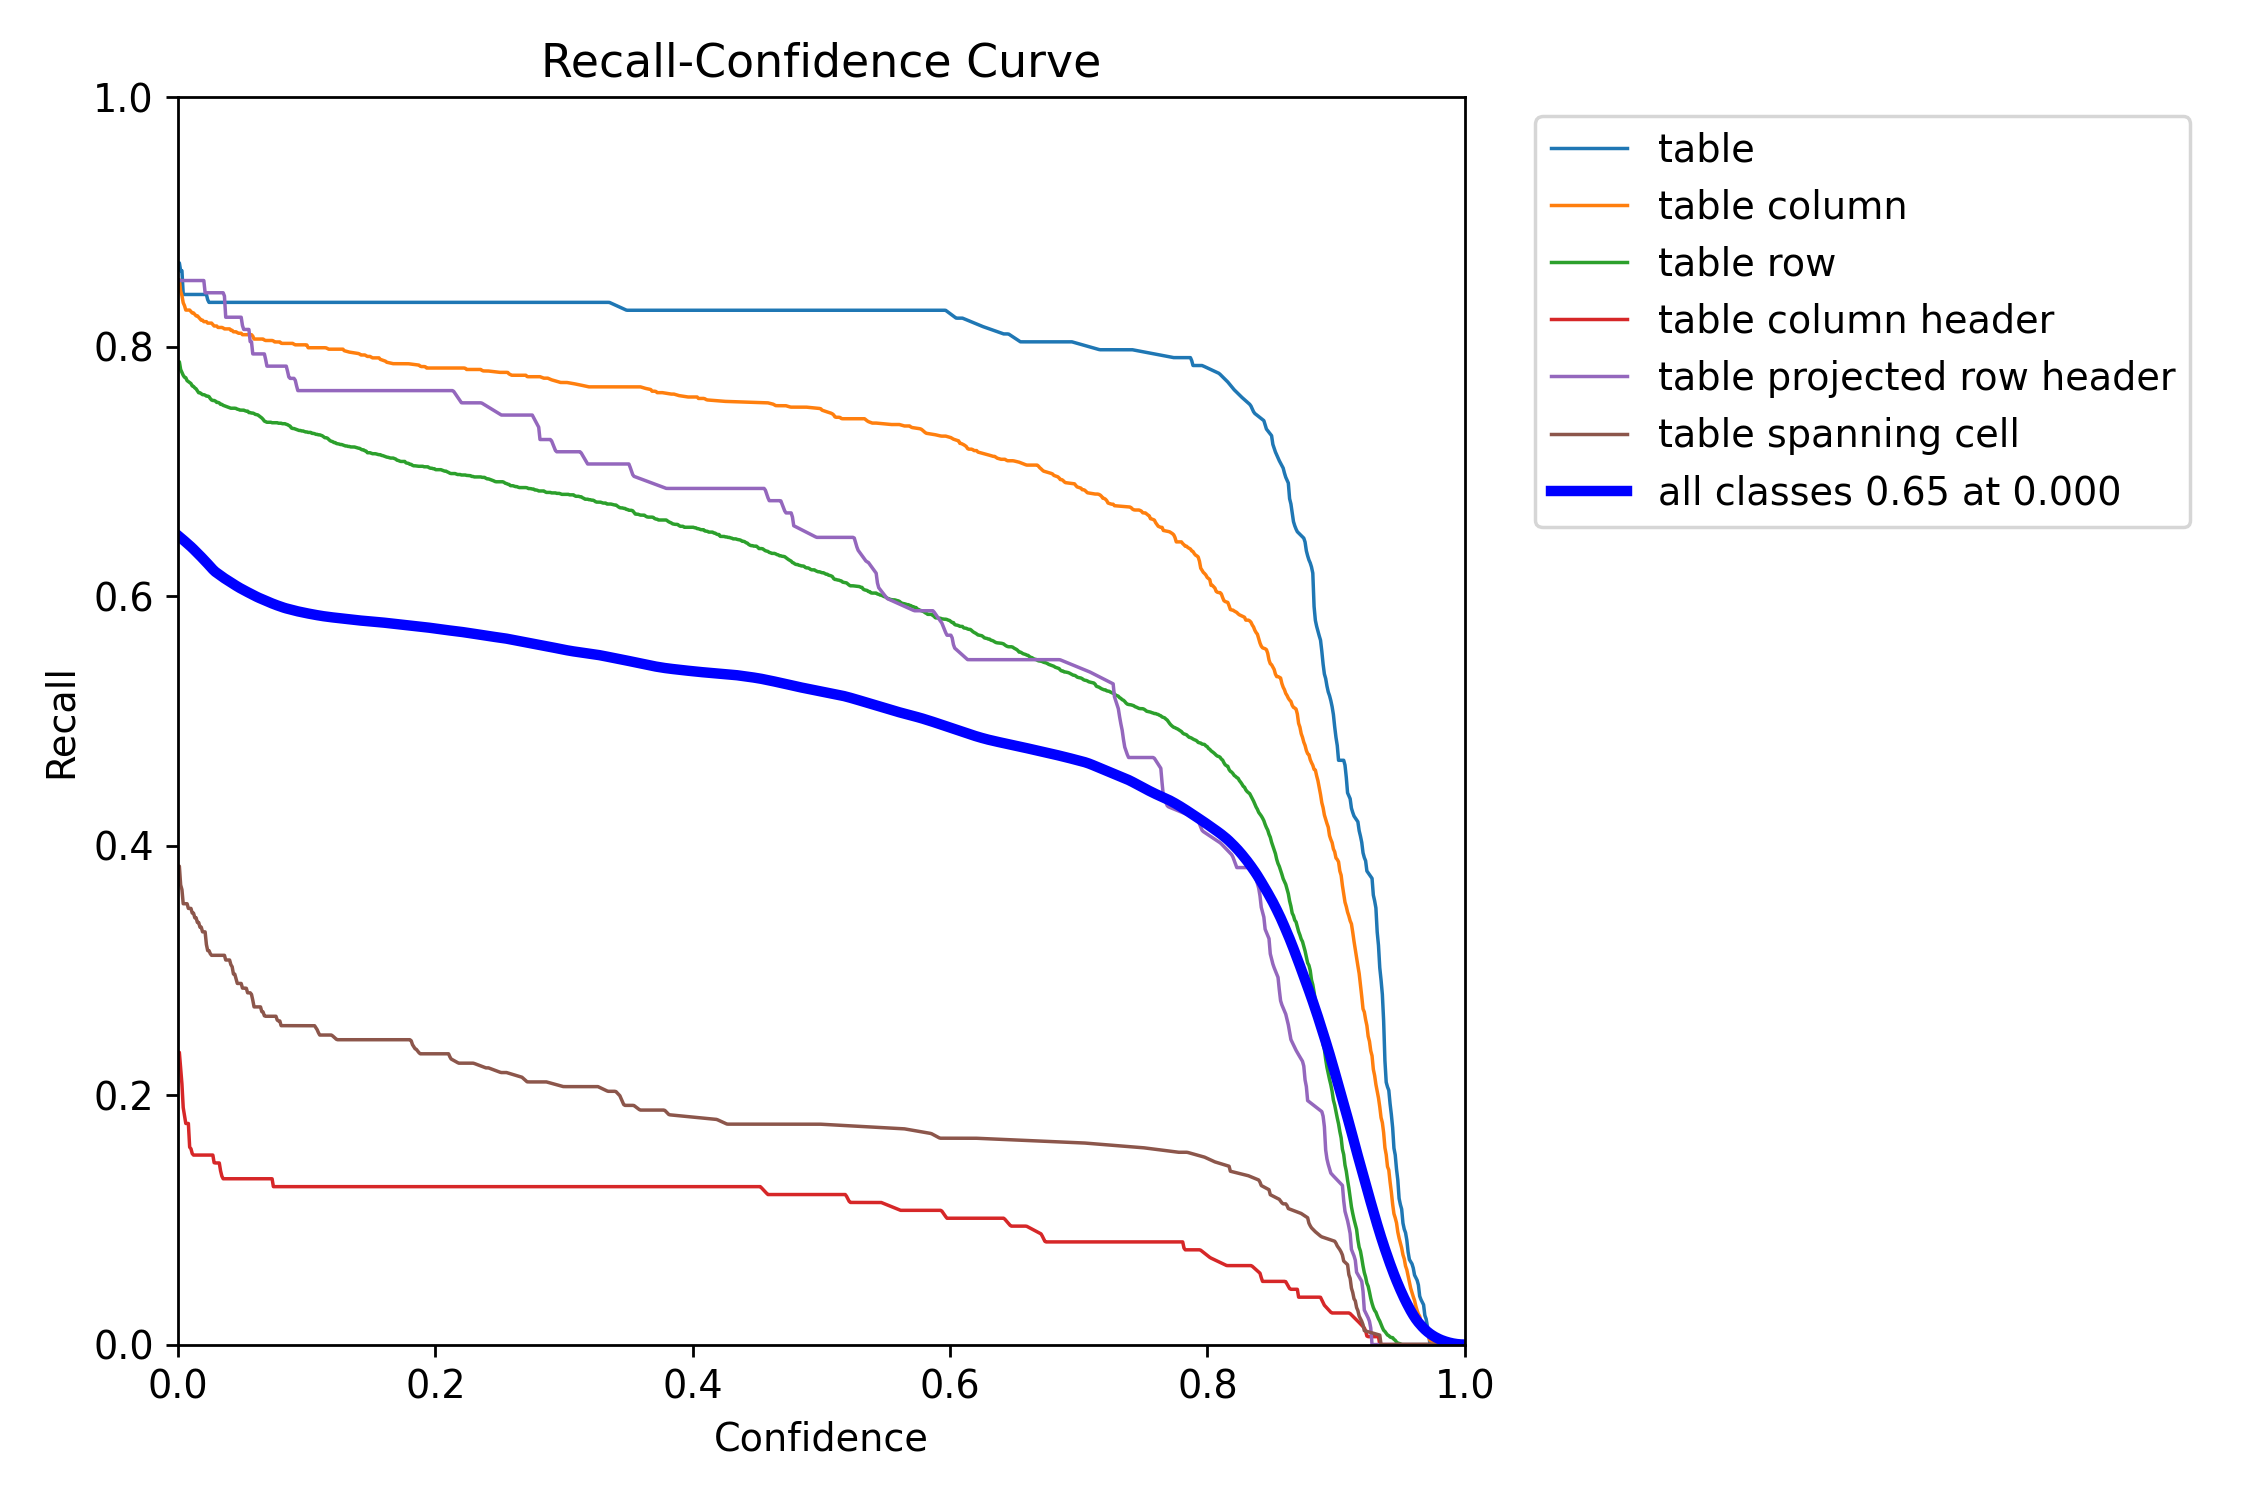 Recall-Confidence Curve
1.0
0.8
0.6
0.4
0.2
0.0
Recall
0.0 0.2 0.4 0.6 0.8 1.0
Confidence
table
table column
table row
table column header
table projected row header
table spanning cell
all classes 0.65 at 0.000